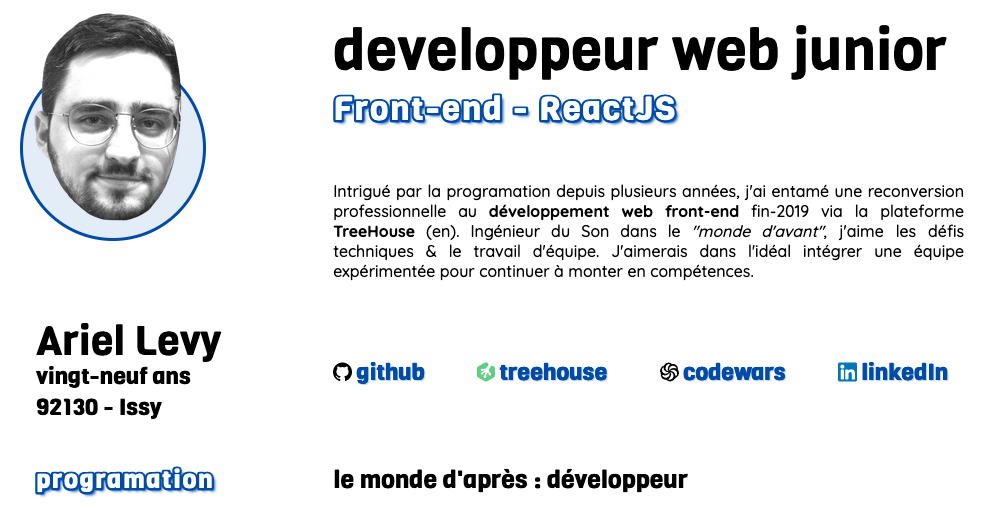 developpeur web junior
Front-end - ReactJS
Intrigué par la programation depuis plusieurs années, j'ai entamé une reconversion
professionnelle au développement web front-end fin-2019 via la plateforme
TreeHouse (en). Ingénieur du Son dans le "monde d'avant", j'aime les défis
techniques & le travail d'équipe. J'aimerais dans l'idéal intégrer une équipe
expérimentée pour continuer à monter en compétences.
Ariel Levy
vingt-neuf ans
92130 - Issy
github treehouse codewars linkedIn
programation
le monde d'après : développeur